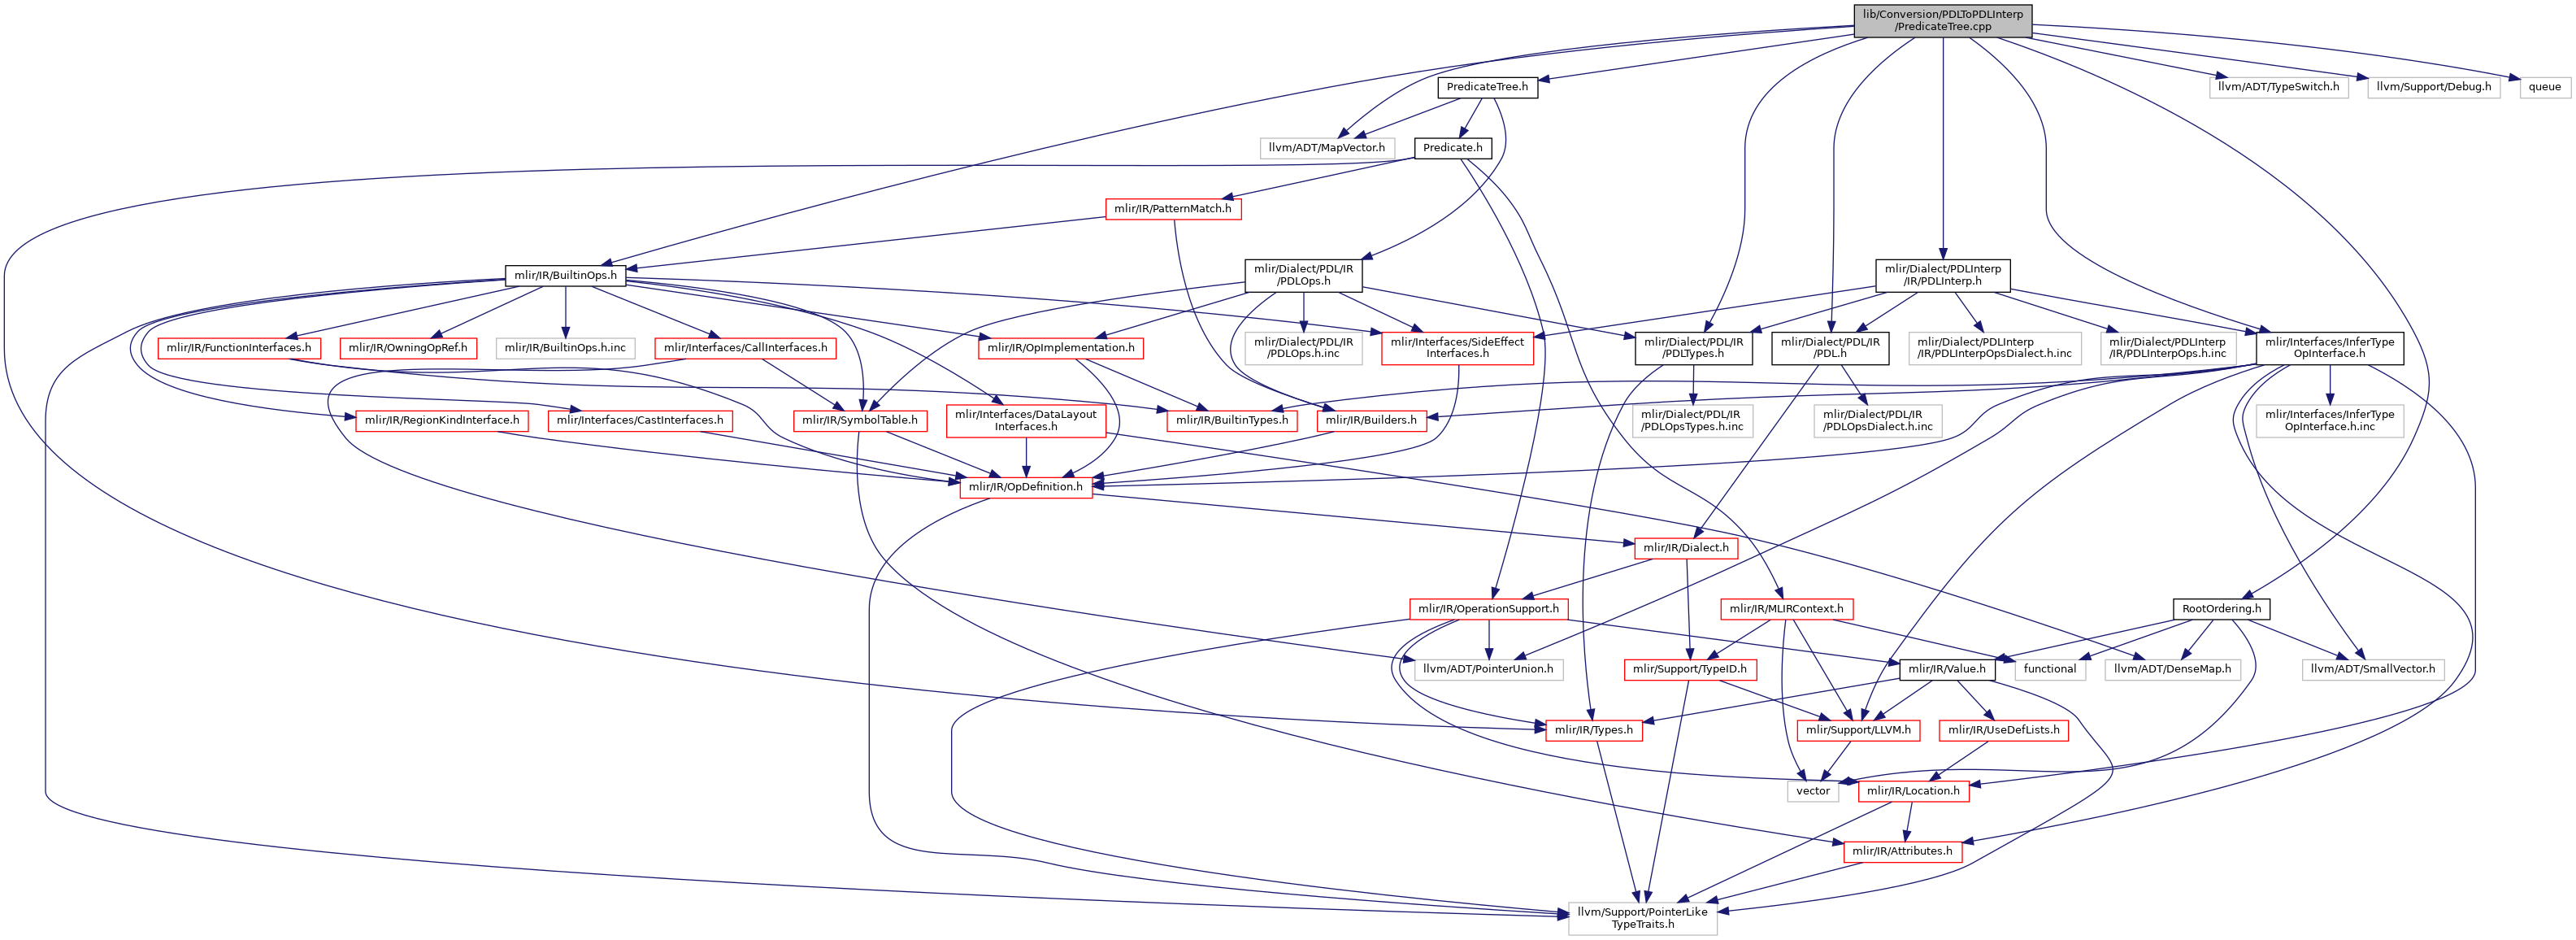 lib/Conversion/PDLToPDLInterp
/PredicateTree.cpp
PredicateTree.h
llvm/ADT/TypeSwitch.h
llvm/Support/Debug.h
queue
llvm/ADT/MapVector.h
Predicate.h
mlir/IR/PatternMatch.h
mlir/IR/BuiltinOps.h
mlir/Dialect/PDL/IR
/PDLOps.h
mlir/Dialect/PDLInterp
/IR/PDLInterp.h
mlir/IR/FunctionInterfaces.h
mlir/IR/OwningOpRef.h
mlir/IR/BuiltinOps.h.inc
mlir/Interfaces/CallInterfaces.h
mlir/IR/OpImplementation.h
mlir/Dialect/PDL/IR
/PDLOps.h.inc
mlir/Interfaces/SideEffect
Interfaces.h
mlir/Dialect/PDL/IR
/PDLTypes.h
mlir/Dialect/PDL/IR
/PDL.h
mlir/Dialect/PDLInterp
/IR/PDLInterpOpsDialect.h.inc
mlir/Dialect/PDLInterp
/IR/PDLInterpOps.h.inc
mlir/Interfaces/InferType
OpInterface.h
mlir/IR/RegionKindInterface.h
mlir/Interfaces/CastInterfaces.h
mlir/IR/SymbolTable.h
mlir/Interfaces/DataLayout
Interfaces.h
mlir/IR/BuiltinTypes.h
mlir/IR/Builders.h
mlir/Dialect/PDL/IR
/PDLOpsTypes.h.inc
mlir/Dialect/PDL/IR
/PDLOpsDialect.h.inc
mlir/Interfaces/InferType
OpInterface.h.inc
mlir/IR/OpDefinition.h
mlir/IR/Dialect.h
mlir/IR/OperationSupport.h
mlir/IR/MLIRContext.h
RootOrdering.h
llvm/ADT/PointerUnion.h
mlir/Support/TypeID.h
mlir/IR/Value.h
functional
llvm/ADT/DenseMap.h
llvm/ADT/SmallVector.h
mlir/IR/Types.h
mlir/Support/LLVM.h
mlir/IR/UseDefLists.h
vector
mlir/IR/Location.h
mlir/IR/Attributes.h
llvm/Support/PointerLike
TypeTraits.h